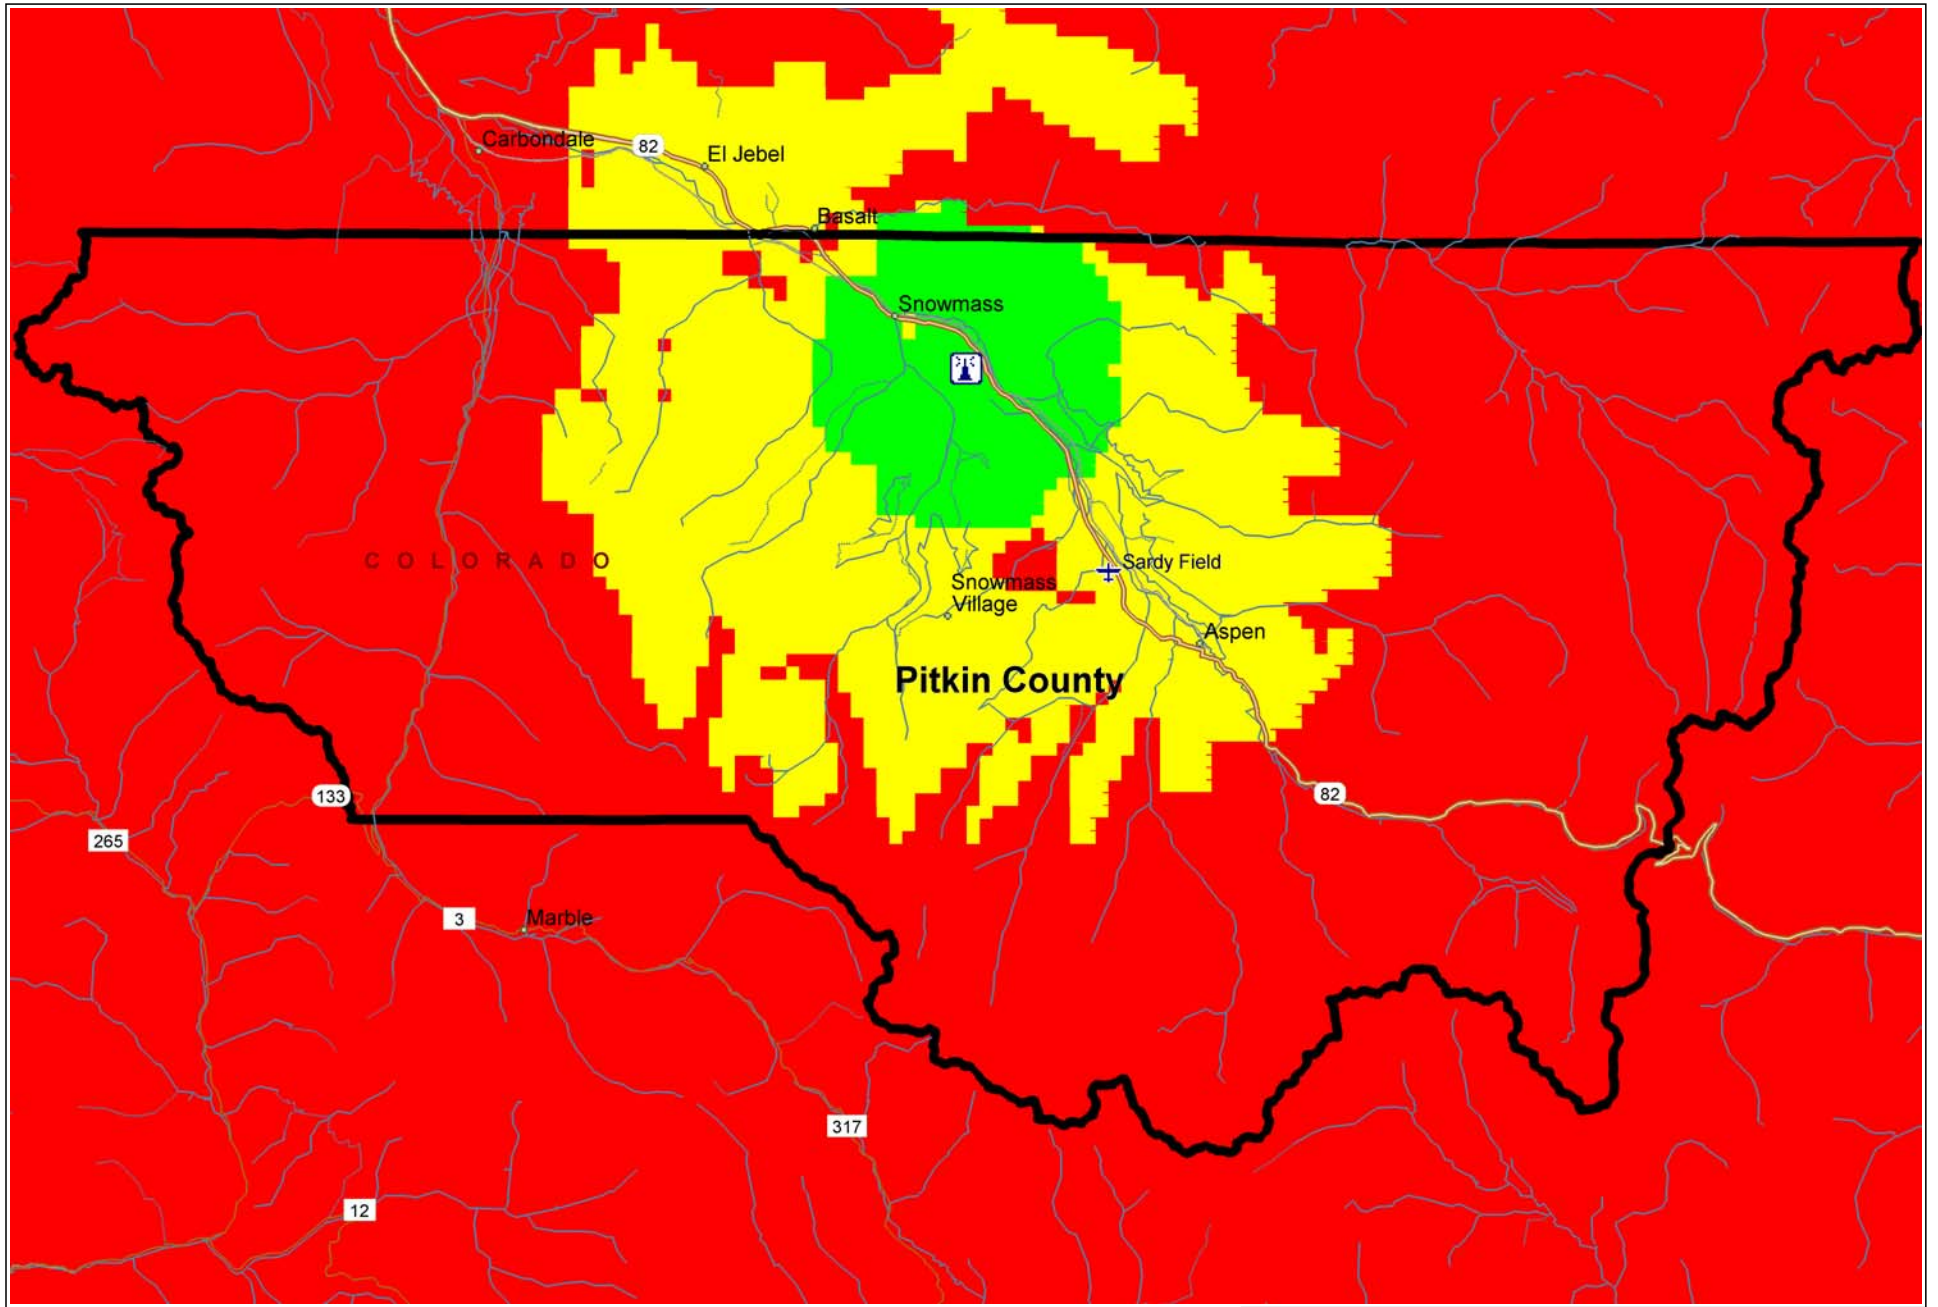 Carbondale
82
El Jebel
Basalt
Snowmass
COLORADO
Sardy Field
Snowmass
Village
Aspen
Pitkin County
133
82
265
3
Marble
317
12